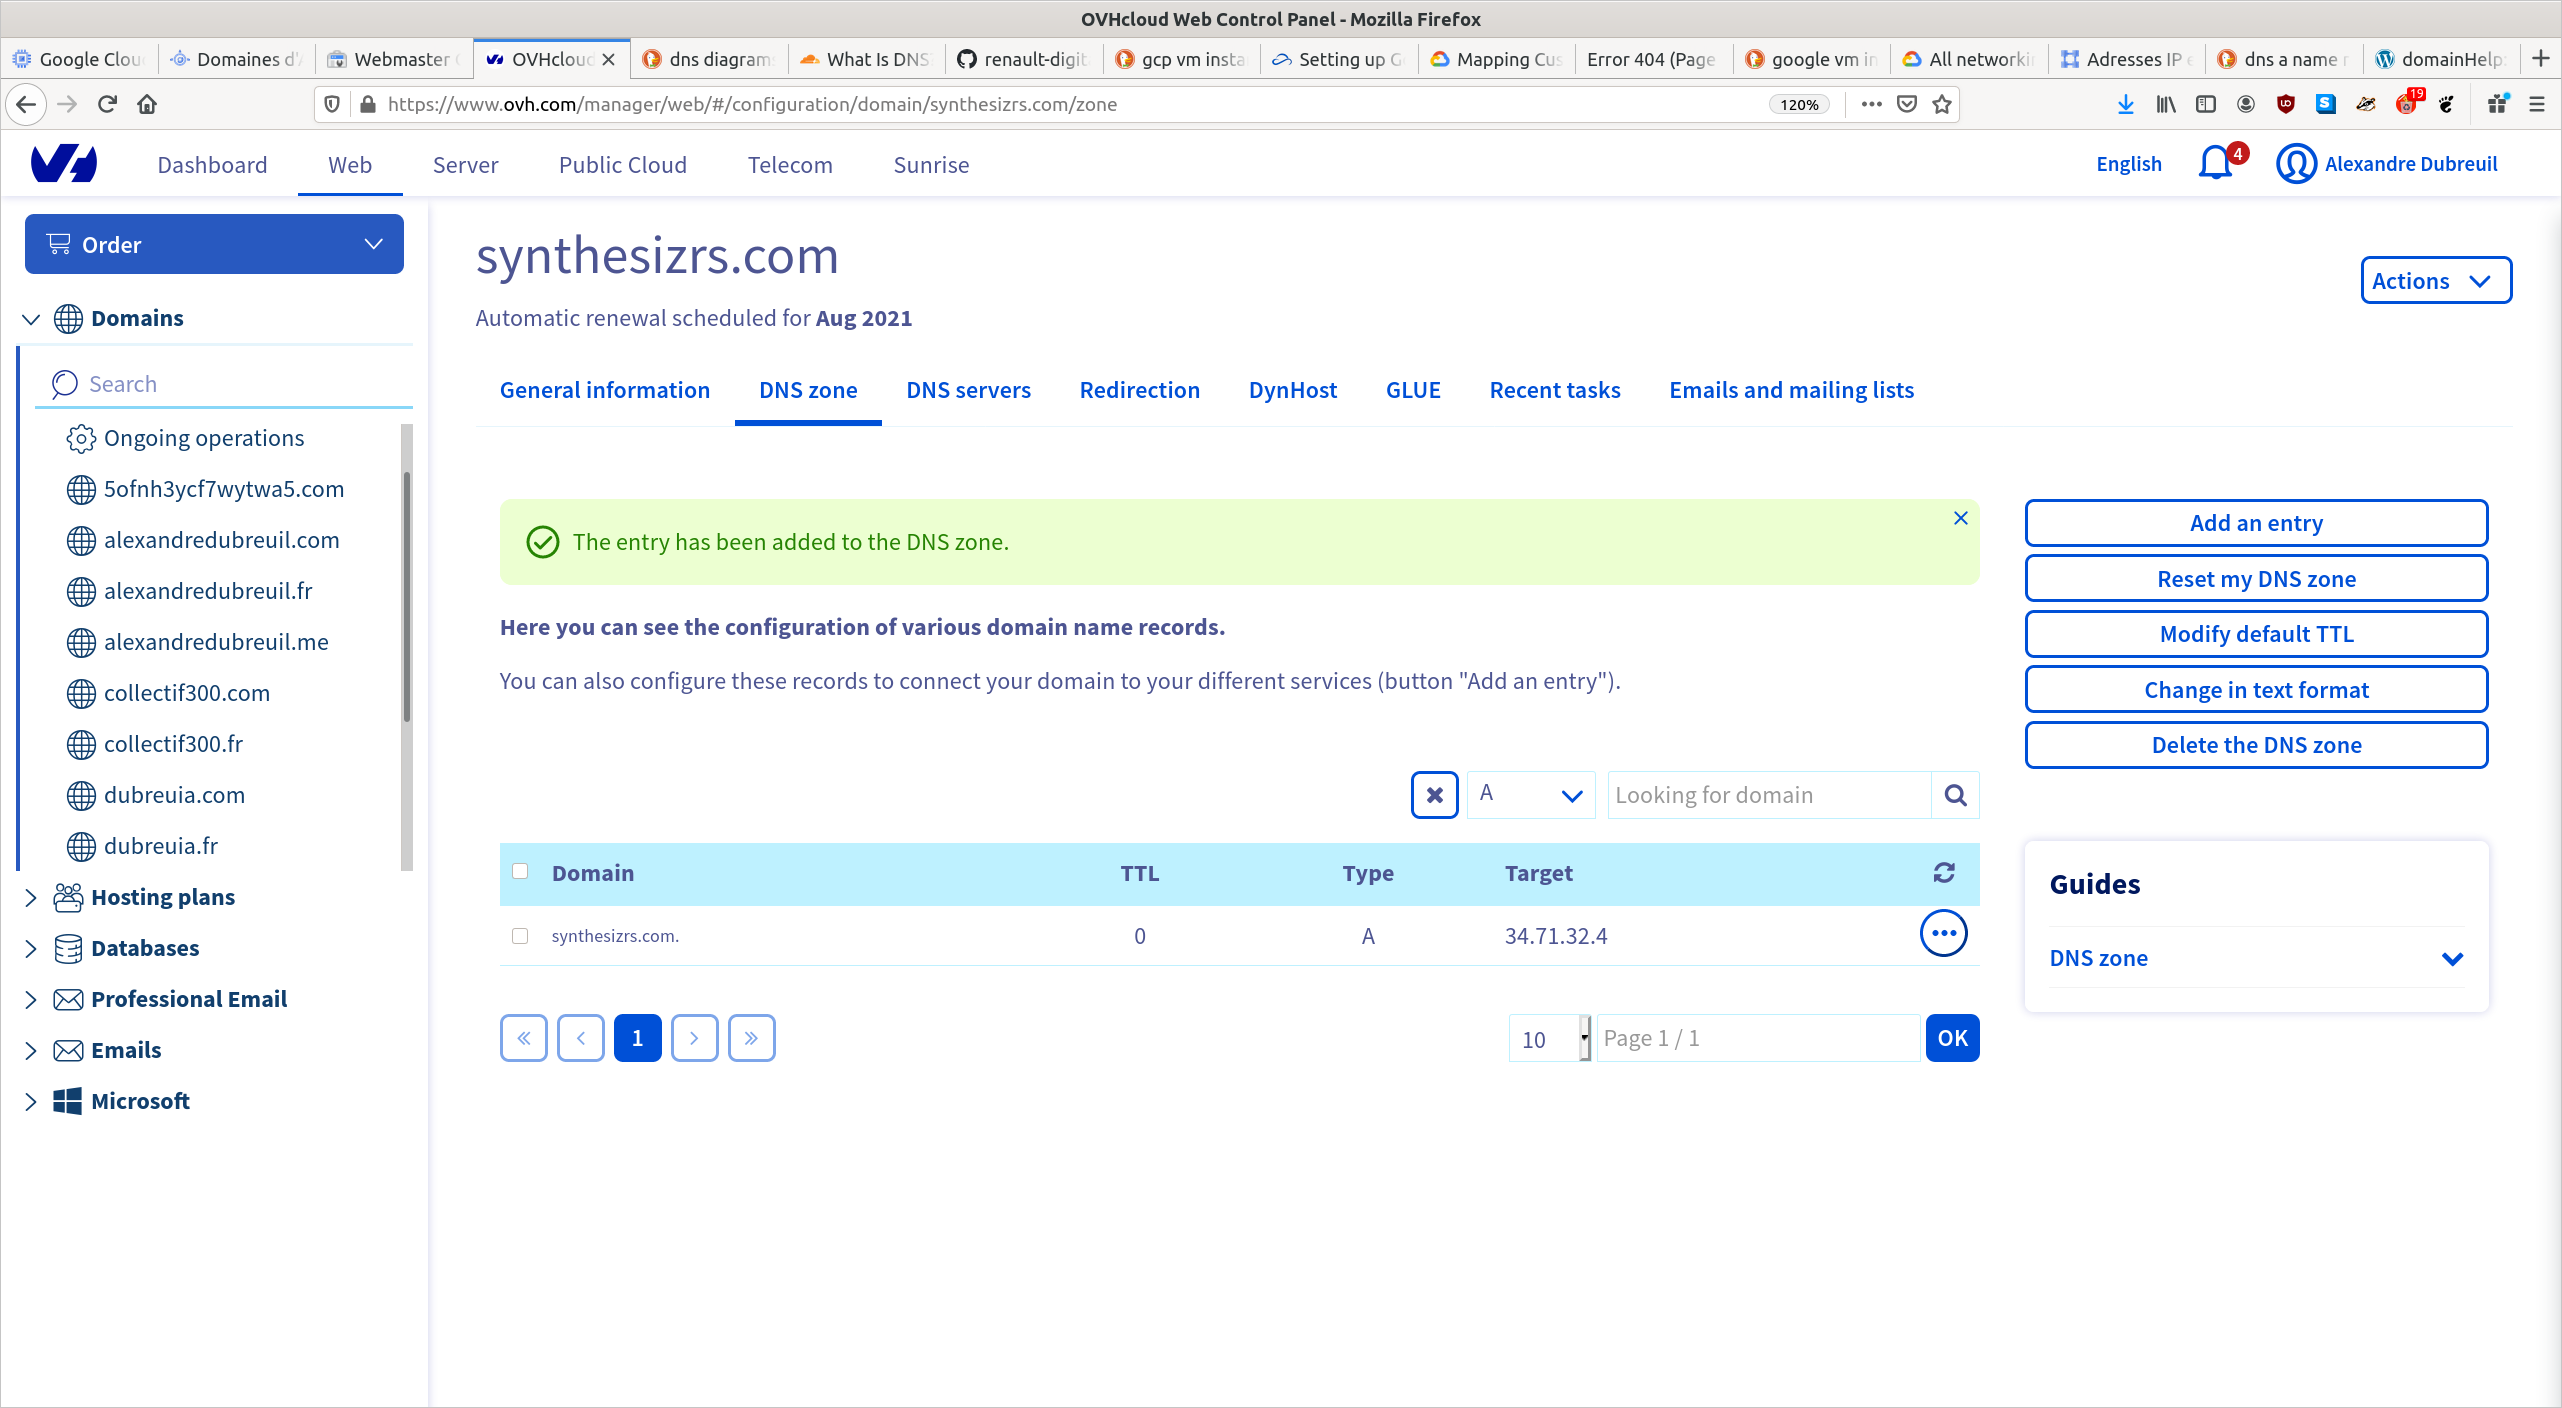 OVHcloud Web Control Panel - Mozilla Firefox
Google Clou
Domaines d'
Webmaster
OVHcloud
dns diagram
What Is DNS
renault-digit
gcp vm insta
Setting up G
Mapping Cus
Error 404 (Page
google vm in
All networkin
Adresses IP e
dns a name r
domainHelp
https://www.ovh.com/manager/web/#/configuration/domain/synthesizrs.com/zone
120%
19
Dashboard
Web
Server
Public Cloud
Telecom
Sunrise
English
4
Alexandre Dubreuil
Order
Domains
Search
Ongoing operations
5ofnh3ycf7wytwa5.com
alexandredubreuil.com
alexandredubreuil.fr
alexandredubreuil.me
collectif300.com
collectif300.fr
dubreuia.com
dubreuia.fr
Hosting plans
Databases
Professional Email
Emails
Microsoft
synthesizrs.com
Automatic renewal scheduled for Aug 2021
Actions
General information
DNS zone
DNS servers
Redirection
DynHost
GLUE
Recent tasks
Emails and mailing lists
The entry has been added to the DNS zone.
Here you can see the configuration of various domain name records.
You can also configure these records to connect your domain to your different services (button "Add an entry").
A
Looking for domain
Domain TTL Type Target
synthesizrs.com. 0 A 34.71.32.4
« ‹ 1 › »
10
Page 1 / 1
OK
Add an entry
Reset my DNS zone
Modify default TTL
Change in text format
Delete the DNS zone
Guides
DNS zone